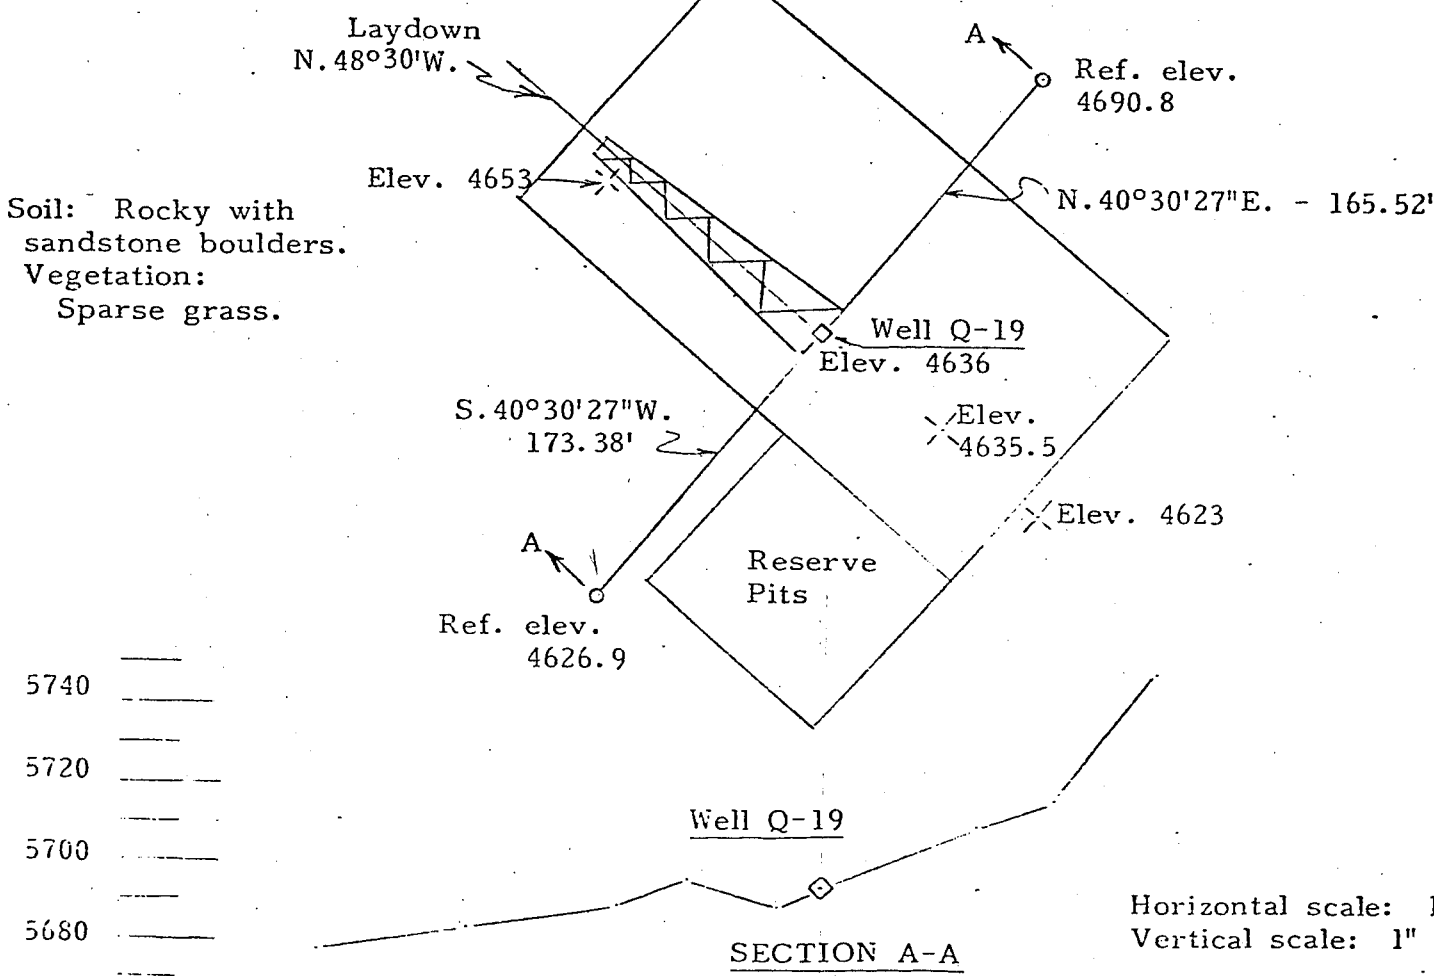 Laydown
N.48°30'W.
A
Ref. elev.
4690.8
Elev. 4653
N.40°30'27"E. - 165.52'
Soil: Rocky with
sandstone boulders.
Vegetation:
Sparse grass.
Well Q-19
Elev. 4636
S.40°30'27"W.
173.38'
Elev.
4635.5
Elev. 4623
A
Reserve
Pits
Ref. elev.
4626.9
5740
5720
Well Q-19
5700
5680
Horizontal scale:
Vertical scale: 1"
SECTION A-A